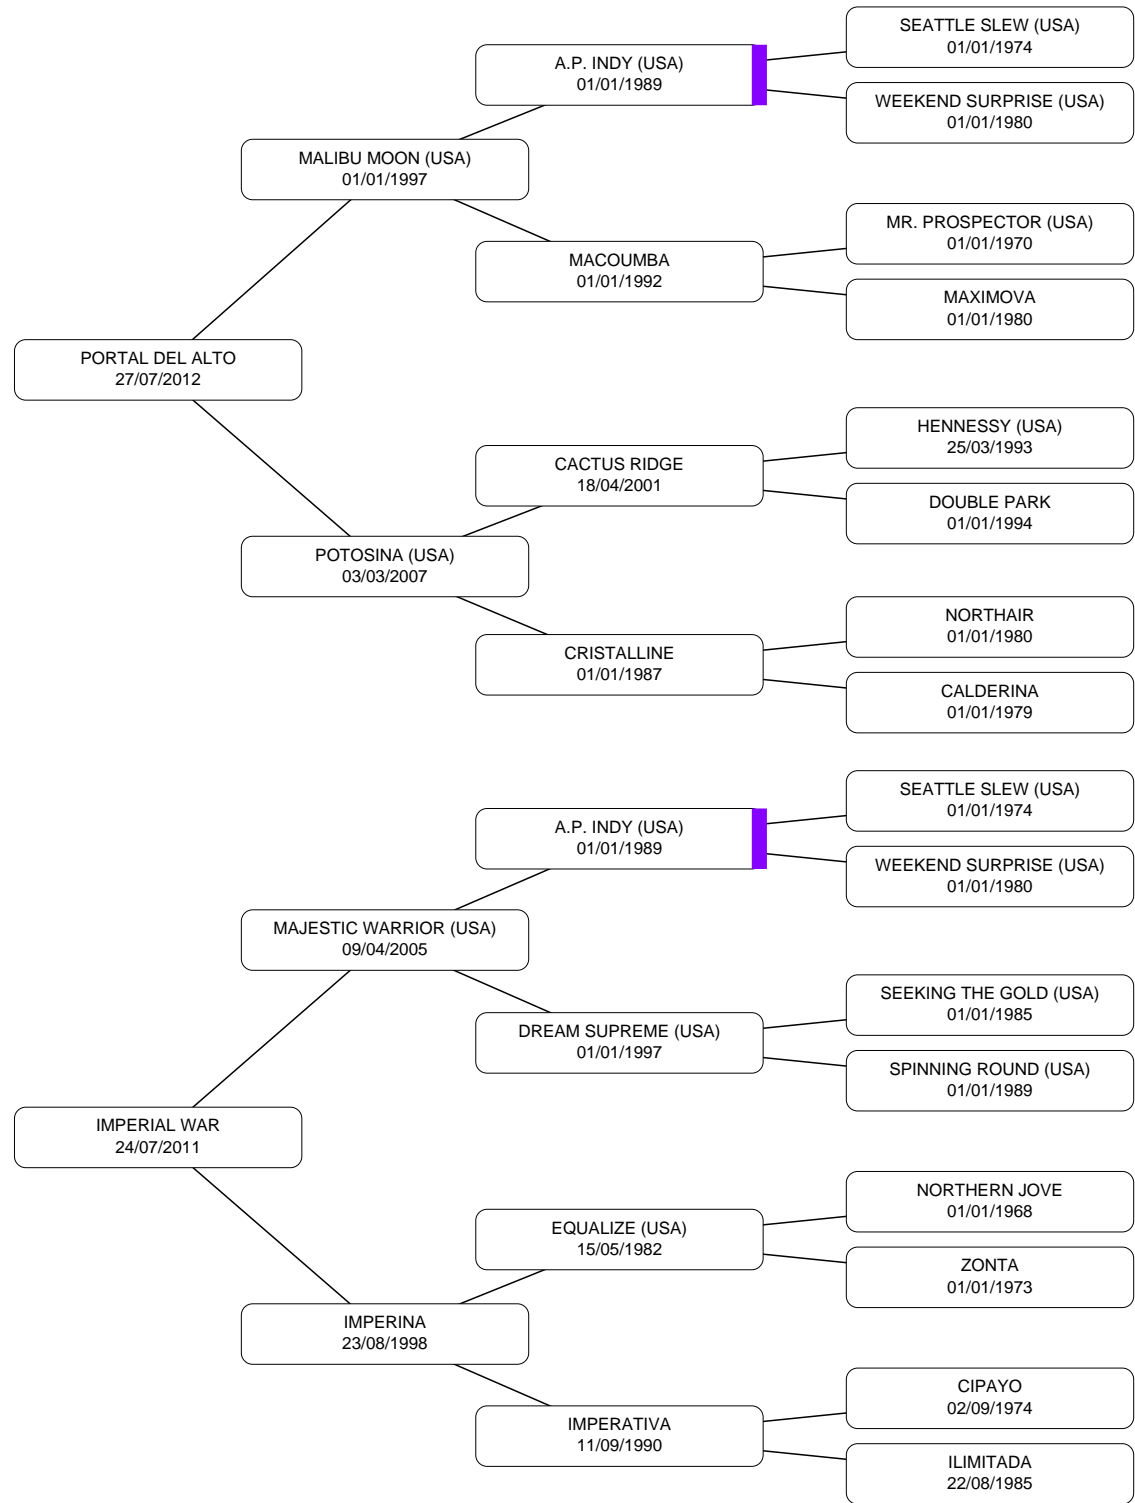 SEATTLE SLEW (USA)
01/01/1974
A.P. INDY (USA)
01/01/1989
WEEKEND SURPRISE (USA)
01/01/1980
MALIBU MOON (USA)
01/01/1997
MR. PROSPECTOR (USA)
01/01/1970
MACOUMBA
01/01/1992
MAXIMOVA
01/01/1980
PORTAL DEL ALTO
27/07/2012
HENNESSY (USA)
25/03/1993
CACTUS RIDGE
18/04/2001
DOUBLE PARK
01/01/1994
POTOSINA (USA)
03/03/2007
NORTHAIR
01/01/1980
CRISTALLINE
01/01/1987
CALDERINA
01/01/1979
SEATTLE SLEW (USA)
01/01/1974
A.P. INDY (USA)
01/01/1989
WEEKEND SURPRISE (USA)
01/01/1980
MAJESTIC WARRIOR (USA)
09/04/2005
SEEKING THE GOLD (USA)
01/01/1985
DREAM SUPREME (USA)
01/01/1997
SPINNING ROUND (USA)
01/01/1989
IMPERIAL WAR
24/07/2011
NORTHERN JOVE
01/01/1968
EQUALIZE (USA)
15/05/1982
ZONTA
01/01/1973
IMPERINA
23/08/1998
CIPAYO
02/09/1974
IMPERATIVA
11/09/1990
ILIMITADA
22/08/1985